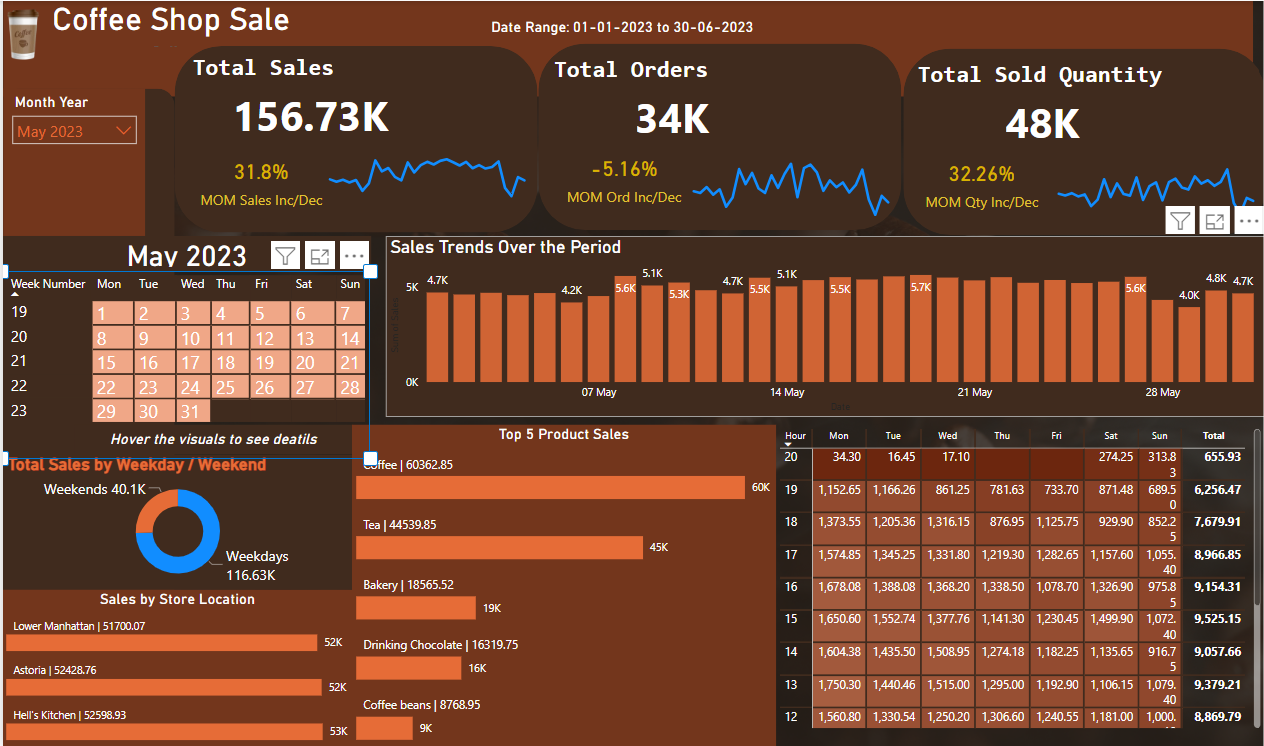 Coffee Shop Sale
Date Range: 01-01-2023 to 30-06-2023
Month Year
May 2023
Total Sales
156.73K
31.8%
MOM Sales Inc/Dec
Total Orders
34K
-5.16%
MOM Ord Inc/Dec
Total Sold Quantity
48K
32.26%
MOM Qty Inc/Dec
May 2023
Week Number Mon Tue Wed Thu Fri Sat Sun
19 1 2 3 4 5 6 7
20 8 9 10 11 12 13 14
21 15 16 17 18 19 20 21
22 22 23 24 25 26 27 28
23 29 30 31
Hover the visuals to see deatils
Sales Trends Over the Period
5K
0K
4.7K 4.2K 5.6K 5.1K 5.3K 4.7K 5.5K 5.1K 5.5K 5.7K 5.6K 4.0K 4.8K 4.7K
07 May 14 May 21 May 28 May
Total Sales by Weekday / Weekend
Weekends 40.1K
Weekdays
116.63K
Sales by Store Location
Lower Manhattan | 51700.07
52K
Astoria | 52428.76
52K
Hell's Kitchen | 52598.93
53K
Top 5 Product Sales
Coffee | 60362.85
60K
Tea | 44539.85
45K
Bakery | 18565.52
19K
Drinking Chocolate | 16319.75
16K
Coffee beans | 8768.95
9K
Hour Mon Tue Wed Thu Fri Sat Sun Total
20 34.30 16.45 17.10 274.25 313.83 655.93
19 1,152.65 1,166.26 861.25 781.63 733.70 871.48 689.50 6,256.47
18 1,373.55 1,205.36 1,316.15 876.95 1,125.75 929.90 852.25 7,679.91
17 1,574.85 1,345.25 1,331.80 1,219.30 1,282.65 1,157.60 1,055.40 8,966.85
16 1,678.08 1,388.08 1,368.20 1,338.50 1,078.70 1,326.90 975.85 9,154.31
15 1,650.60 1,552.74 1,377.76 1,141.30 1,230.45 1,499.90 1,072.40 9,525.15
14 1,604.38 1,435.50 1,508.95 1,274.18 1,182.25 1,135.65 916.75 9,057.66
13 1,750.30 1,440.46 1,515.00 1,295.00 1,192.90 1,106.15 1,079.40 9,379.21
12 1,560.80 1,330.54 1,250.20 1,306.60 1,240.55 1,181.00 1,000. 8,869.79